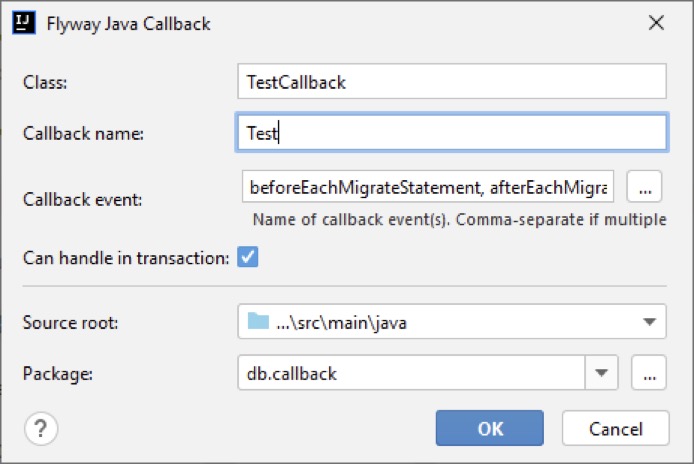 IJ Flyway Java Callback
Class: TestCallback
Callback name: Test
Callback event: beforeEachMigrateStatement, afterEachMigra ...
Name of callback event(s). Comma-separate if multiple
Can handle in transaction:
Source root: ...\src\main\java
Package: db.callback ...
? OK Cancel